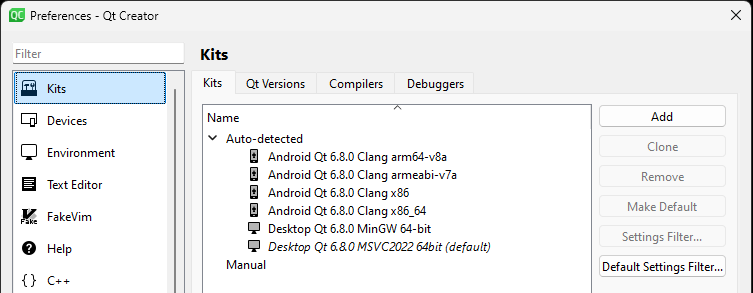 QC Preferences - Qt Creator
Filter
Kits
Devices
Environment
Text Editor
Fake FakeVim
Help
C++
Kits
Kits Qt Versions Compilers Debuggers
Name
Auto-detected
Android Qt 6.8.0 Clang arm64-v8a
Android Qt 6.8.0 Clang armeabi-v7a
Android Qt 6.8.0 Clang x86
Android Qt 6.8.0 Clang x86_64
Desktop Qt 6.8.0 MinGW 64-bit
Desktop Qt 6.8.0 MSVC2022 64bit (default)
Manual
Add
Clone
Remove
Make Default
Settings Filter...
Default Settings Filter...